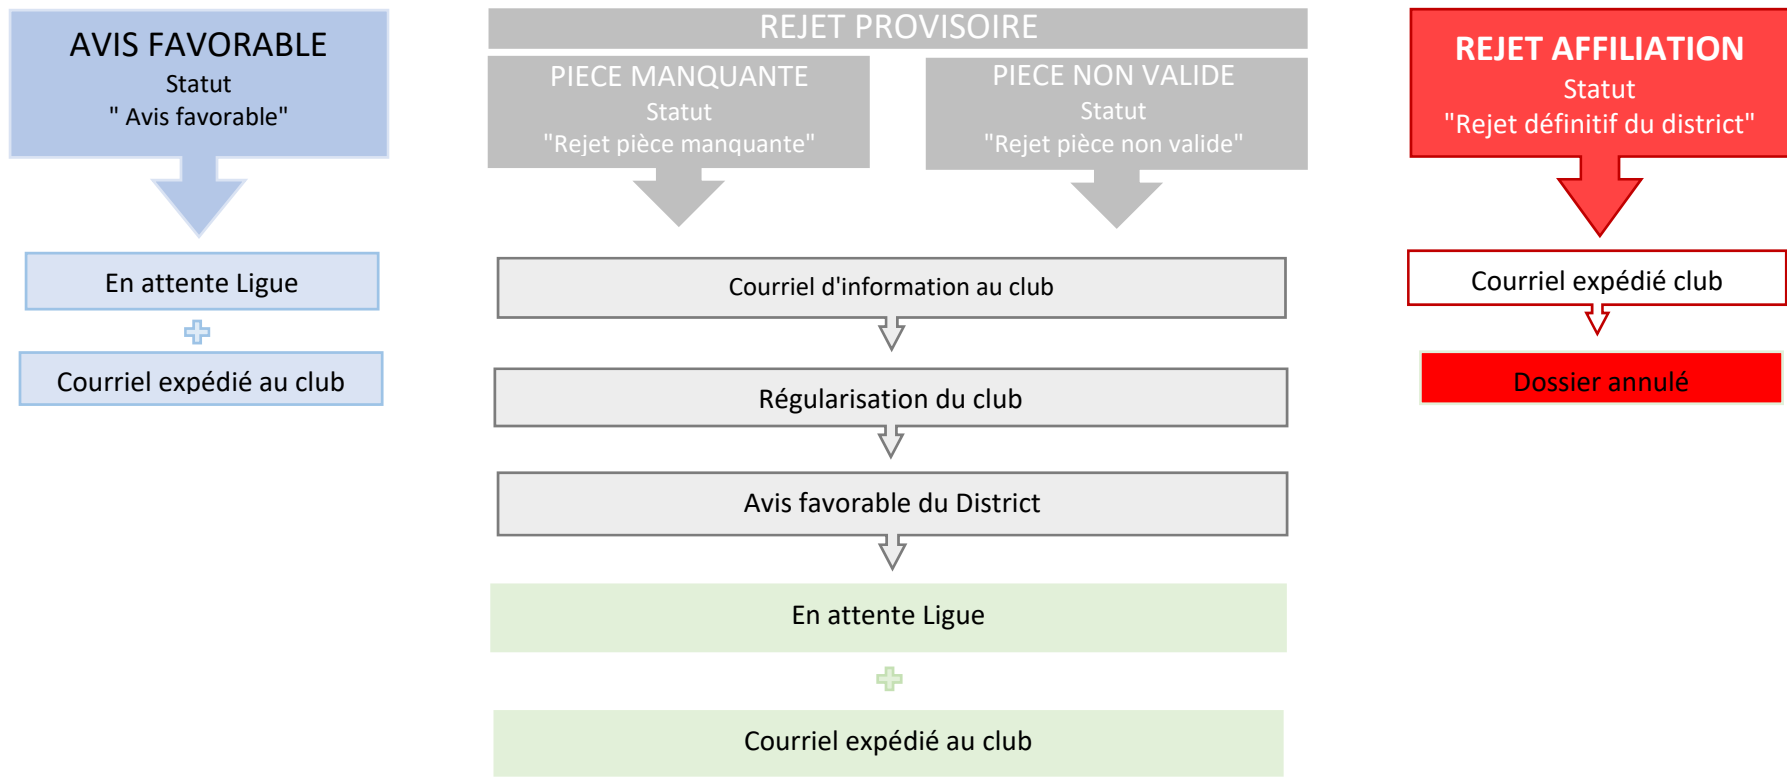 AVIS FAVORABLE
Statut
" Avis favorable"
En attente Ligue
Courriel expédié au club
REJET PROVISOIRE
PIECE MANQUANTE
Statut
"Rejet pièce manquante"
PIECE NON VALIDE
Statut
"Rejet pièce non valide"
Courriel d'information au club
Régularisation du club
Avis favorable du District
En attente Ligue
Courriel expédié au club
REJET AFFILIATION
Statut
"Rejet définitif du district"
Courriel expédié club
Dossier annulé